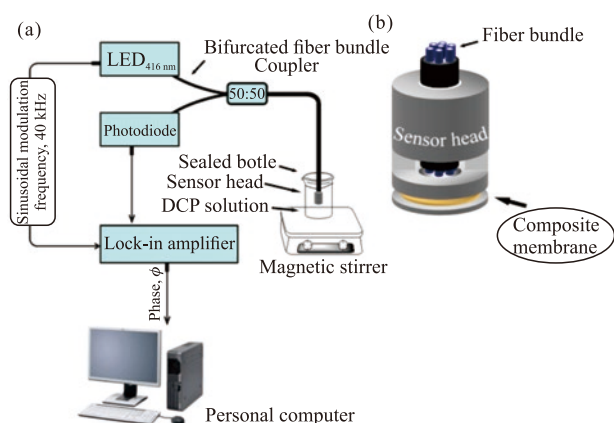 (a)
LED416 nm
Bifurcated fiber bundle
Coupler
50:50
Sinusoidal modulation
frequency, 40 kHz
Photodiode
Sealed botle
Sensor head
DCP solution
Lock-in amplifier
Magnetic stirrer
Phase, ϕ
Personal computer
(b)
Fiber bundle
Sensor head
Composite
membrane